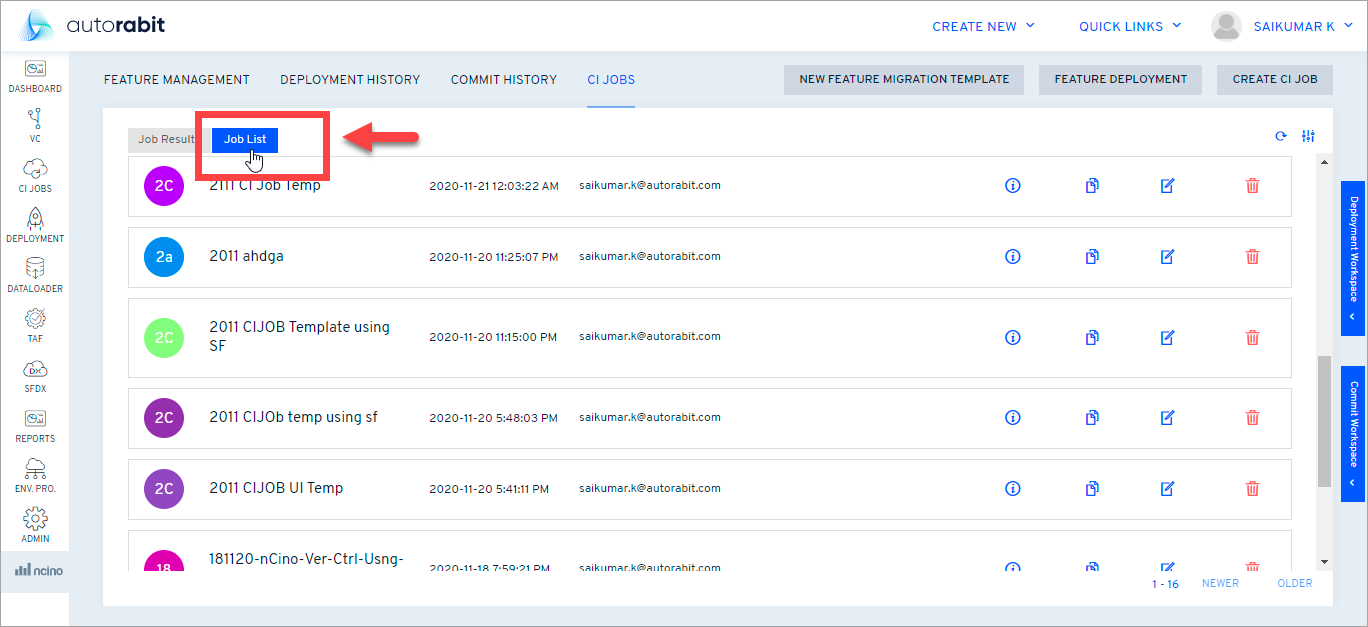 autorabit
CREATE NEW
QUICK LINKS
SAIKUMAR K
DASHBOARD
VC
CI JOBS
DEPLOYMENT
DATALOADER
TAF
SFDX
REPORTS
ENV. PRO.
ADMIN
ncino
FEATURE MANAGEMENT
DEPLOYMENT HISTORY
COMMIT HISTORY
CI JOBS
NEW FEATURE MIGRATION TEMPLATE
FEATURE DEPLOYMENT
CREATE CI JOB
Job Result
Job List
2C 2111 CI Job Temp 2020-11-21 12:03:22 AM saikumar.k@autorabit.com
2a 2011 ahdga 2020-11-20 11:25:07 PM saikumar.k@autorabit.com
2C 2011 CIJOB Template using
SF
2020-11-20 11:15:00 PM saikumar.k@autorabit.com
2C 2011 CIJOb temp using sf 2020-11-20 5:48:03 PM saikumar.k@autorabit.com
2C 2011 CIJOB UI Temp 2020-11-20 5:41:11 PM saikumar.k@autorabit.com
18 181120-nCino-Ver-Ctrl-Usng-
2020-11-18 7:59:21 PM saikumar.k@autorabit.com
1 - 16 NEWER OLDER
Deployment Workspace
Commit Workspace